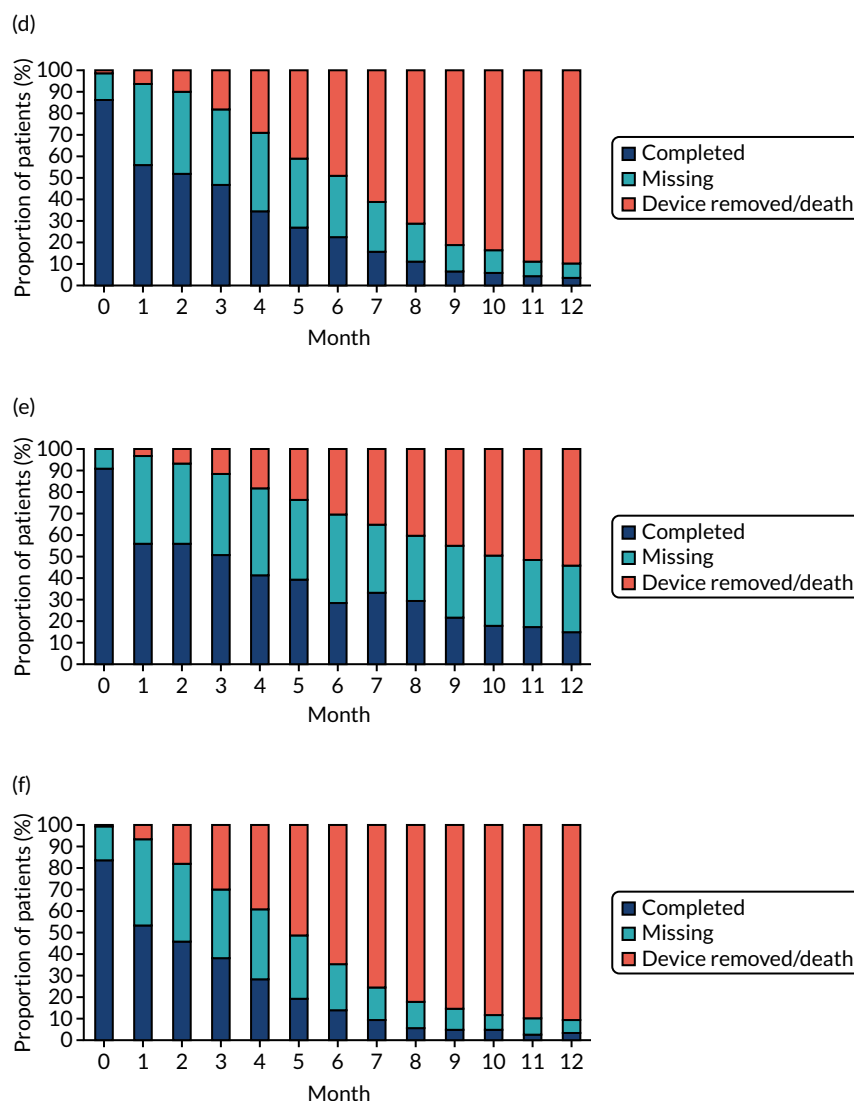 (d)
Proportion of patients (%)
100
90
80
70
60
50
40
30
20
10
0
0 1 2 3 4 5 6 7 8 9 10 11 12
Month
Completed
Missing
Device removed/death
(e)
Proportion of patients (%)
100
90
80
70
60
50
40
30
20
10
0
0 1 2 3 4 5 6 7 8 9 10 11 12
Month
Completed
Missing
Device removed/death
(f)
Proportion of patients (%)
100
90
80
70
60
50
40
30
20
10
0
0 1 2 3 4 5 6 7 8 9 10 11 12
Month
Completed
Missing
Device removed/death